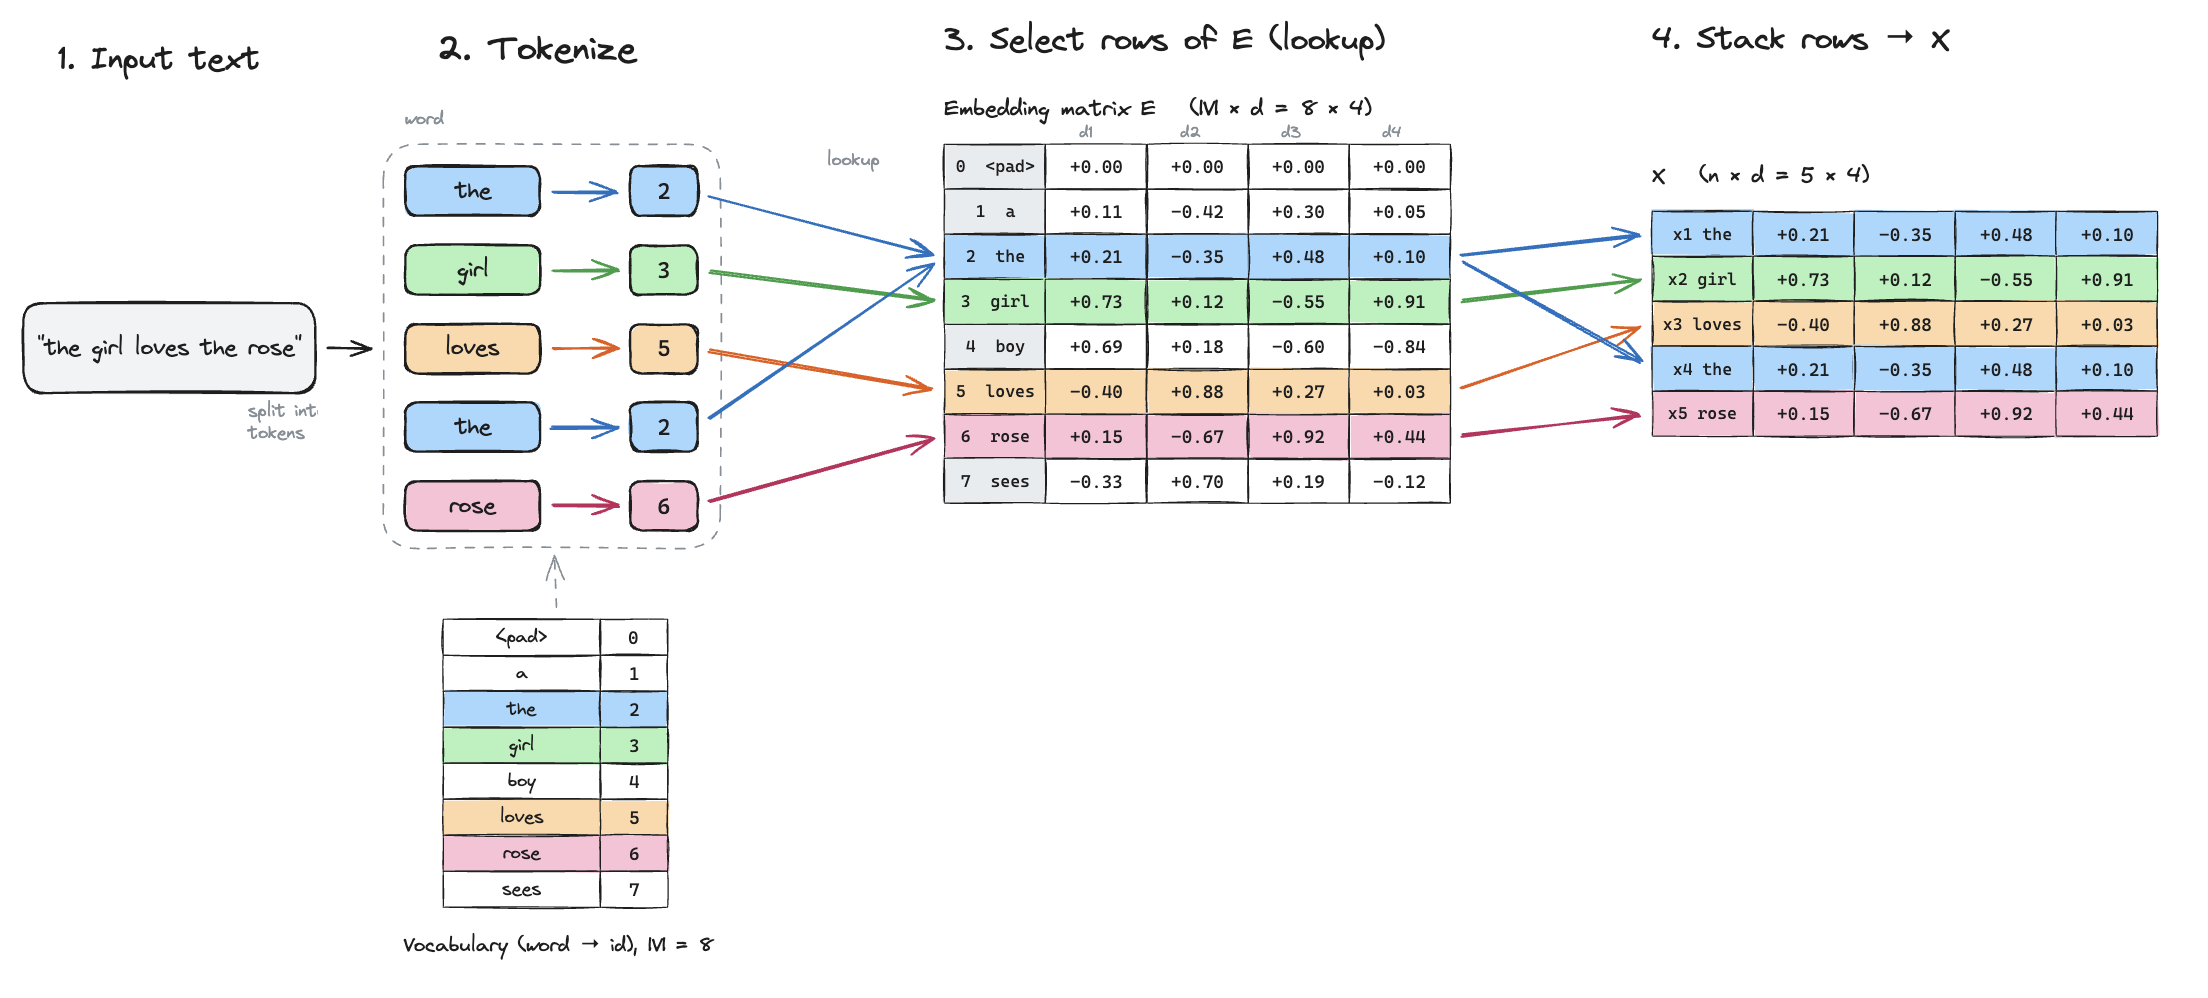 1. Input text
2. Tokenize
3. Select rows of E (lookup)
4. Stack rows → X
word
lookup
"the girl loves the rose"
split int
tokens
the 2
girl 3
loves 5
the 2
rose 6
<pad> 0
a 1
the 2
girl 3
boy 4
loves 5
rose 6
sees 7
Vocabulary (word → id), |V| = 8
Embedding matrix E (|V| × d = 8 × 4)
d1 d2 d3 d4
0 <pad> +0.00 +0.00 +0.00 +0.00
1 a +0.11 −0.42 +0.30 +0.05
2 the +0.21 −0.35 +0.48 +0.10
3 girl +0.73 +0.12 −0.55 +0.91
4 boy +0.69 +0.18 −0.60 −0.84
5 loves −0.40 +0.88 +0.27 +0.03
6 rose +0.15 −0.67 +0.92 +0.44
7 sees −0.33 +0.70 +0.19 −0.12
X (n × d = 5 × 4)
x1 the +0.21 −0.35 +0.48 +0.10
x2 girl +0.73 +0.12 −0.55 +0.91
x3 loves −0.40 +0.88 +0.27 +0.03
x4 the +0.21 −0.35 +0.48 +0.10
x5 rose +0.15 −0.67 +0.92 +0.44